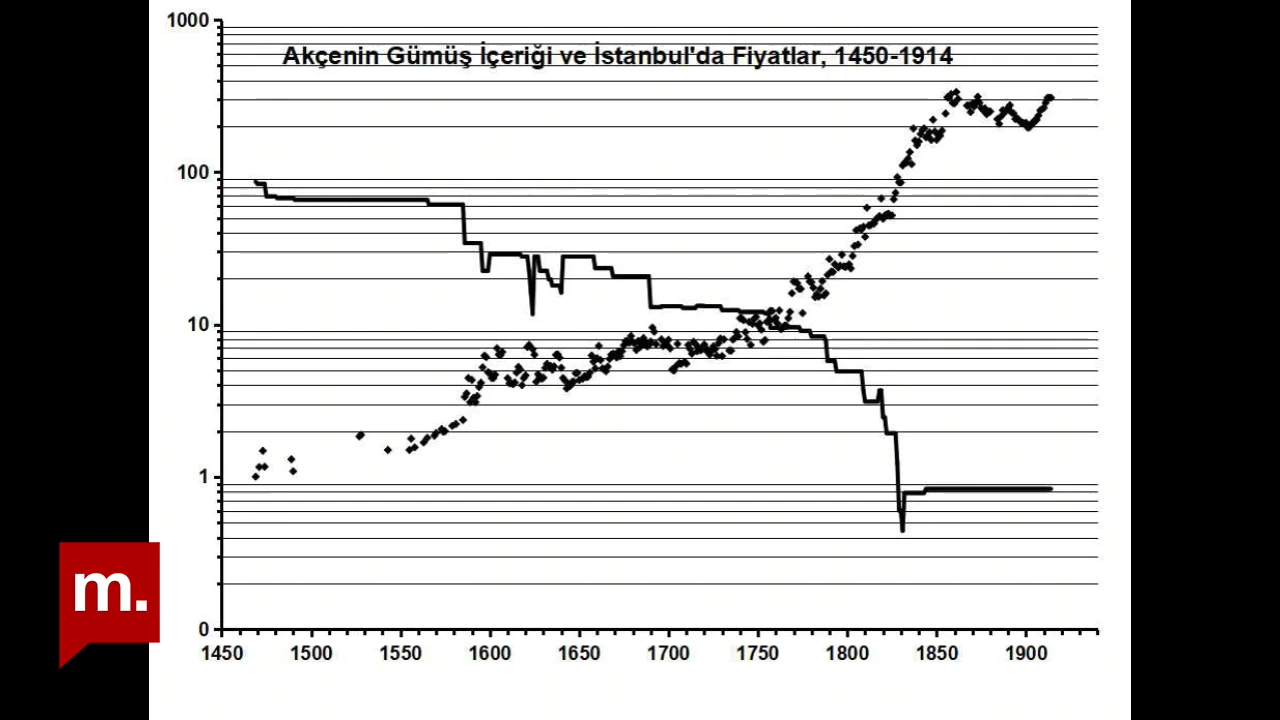 1000
Akçenin Gümüş İçeriği ve İstanbul'da Fiyatlar, 1450-1914
100
10
1
0
1450 1500 1550 1600 1650 1700 1750 1800 1850 1900
m.